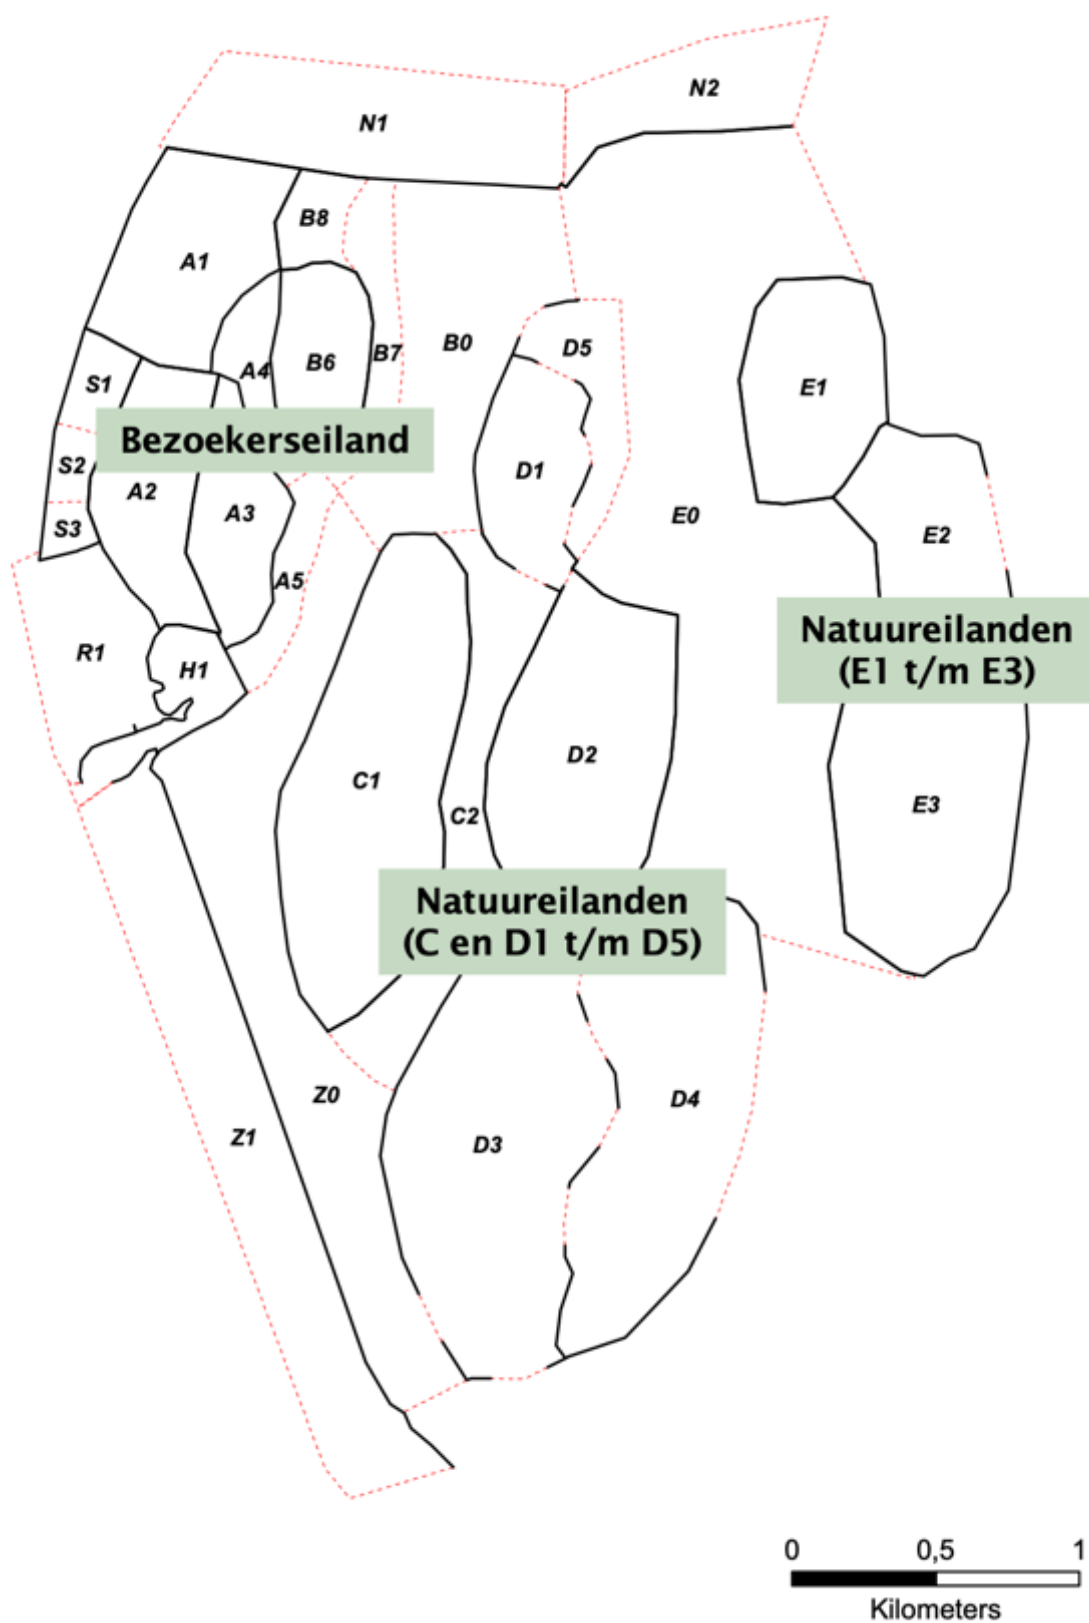 N2
N1
B8
A1
B0
D5
B7
A4
B6
S1
E1
Bezoekerseiland
S2
D1
A2
A3
E0
S3
E2
A5
Natuureilanden
(E1 t/m E3)
R1
H1
D2
C1
E3
C2
Natuureilanden
(C en D1 t/m D5)
Z0
D4
Z1
D3
0 0,5 1
Kilometers